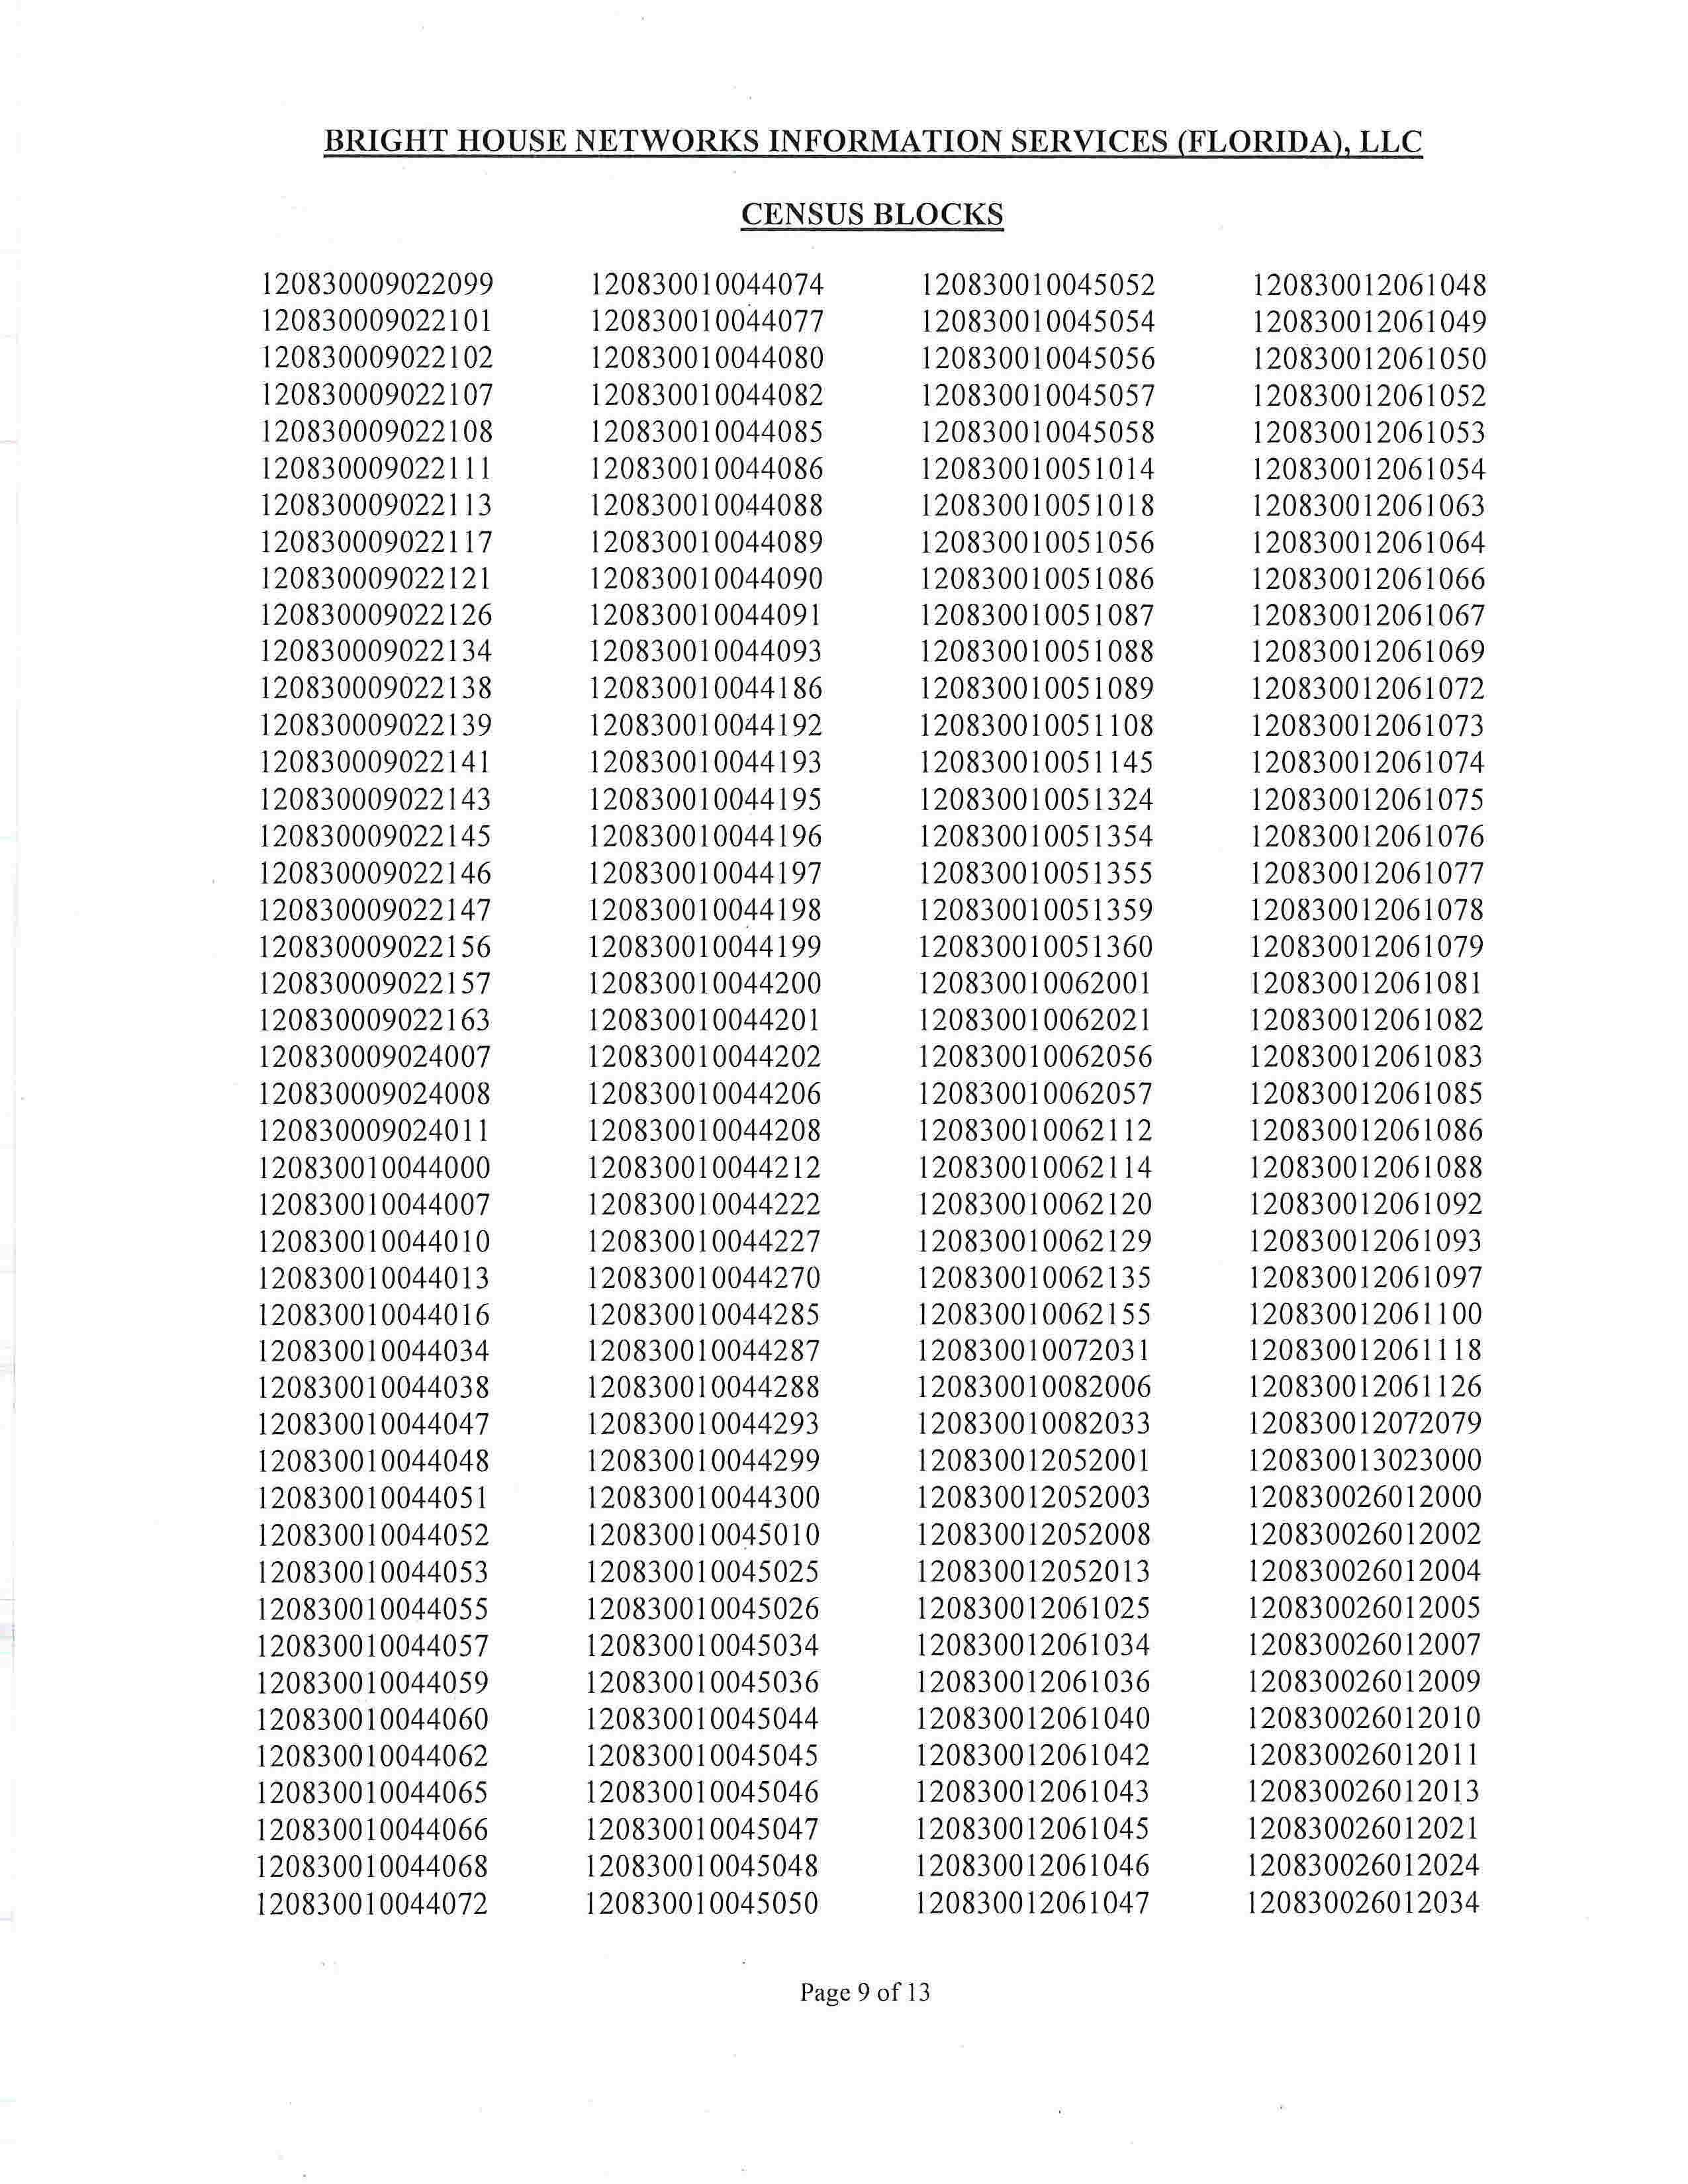 BRIGHT HOUSE NETWORKS INFORMATION SERVICES (FLORIDA), LLC
CENSUS BLOCKS
120830009022099 120830010044074 120830010045052 120830012061048
120830009022101 120830010044077 120830010045054 120830012061049
120830009022102 120830010044080 120830010045056 120830012061050
120830009022107 120830010044082 120830010045057 120830012061052
120830009022108 120830010044085 120830010045058 120830012061053
120830009022111 120830010044086 120830010051014 120830012061054
120830009022113 120830010044088 120830010051018 120830012061063
120830009022117 120830010044089 120830010051056 120830012061064
120830009022121 120830010044090 120830010051086 120830012061066
120830009022126 120830010044091 120830010051087 120830012061067
120830009022134 120830010044093 120830010051088 120830012061069
120830009022138 120830010044186 120830010051089 120830012061072
120830009022139 120830010044192 120830010051108 120830012061073
120830009022141 120830010044193 120830010051145 120830012061074
120830009022143 120830010044195 120830010051324 120830012061075
120830009022145 120830010044196 120830010051354 120830012061076
120830009022146 120830010044197 120830010051355 120830012061077
120830009022147 120830010044198 120830010051359 120830012061078
120830009022156 120830010044199 120830010051360 120830012061079
120830009022157 120830010044200 120830010062001 120830012061081
120830009022163 120830010044201 120830010062021 120830012061082
120830009024007 120830010044202 120830010062056 120830012061083
120830009024008 120830010044206 120830010062057 120830012061085
120830009024011 120830010044208 120830010062112 120830012061086
120830010044000 120830010044212 120830010062114 120830012061088
120830010044007 120830010044222 120830010062120 120830012061092
120830010044010 120830010044227 120830010062129 120830012061093
120830010044013 120830010044270 120830010062135 120830012061097
120830010044016 120830010044285 120830010062155 120830012061100
120830010044034 120830010044287 120830010072031 120830012061118
120830010044038 120830010044288 120830010082006 120830012061126
120830010044047 120830010044293 120830010082033 120830012072079
120830010044048 120830010044299 120830012052001 120830013023000
120830010044051 120830010044300 120830012052003 120830026012000
120830010044052 120830010045010 120830012052008 120830026012002
120830010044053 120830010045025 120830012052013 120830026012004
120830010044055 120830010045026 120830012061025 120830026012005
120830010044057 120830010045034 120830012061034 120830026012007
120830010044059 120830010045036 120830012061036 120830026012009
120830010044060 120830010045044 120830012061040 120830026012010
120830010044062 120830010045045 120830012061042 120830026012011
120830010044065 120830010045046 120830012061043 120830026012013
120830010044066 120830010045047 120830012061045 120830026012021
120830010044068 120830010045048 120830012061046 120830026012024
120830010044072 120830010045050 120830012061047 120830026012034
Page 9 of 13